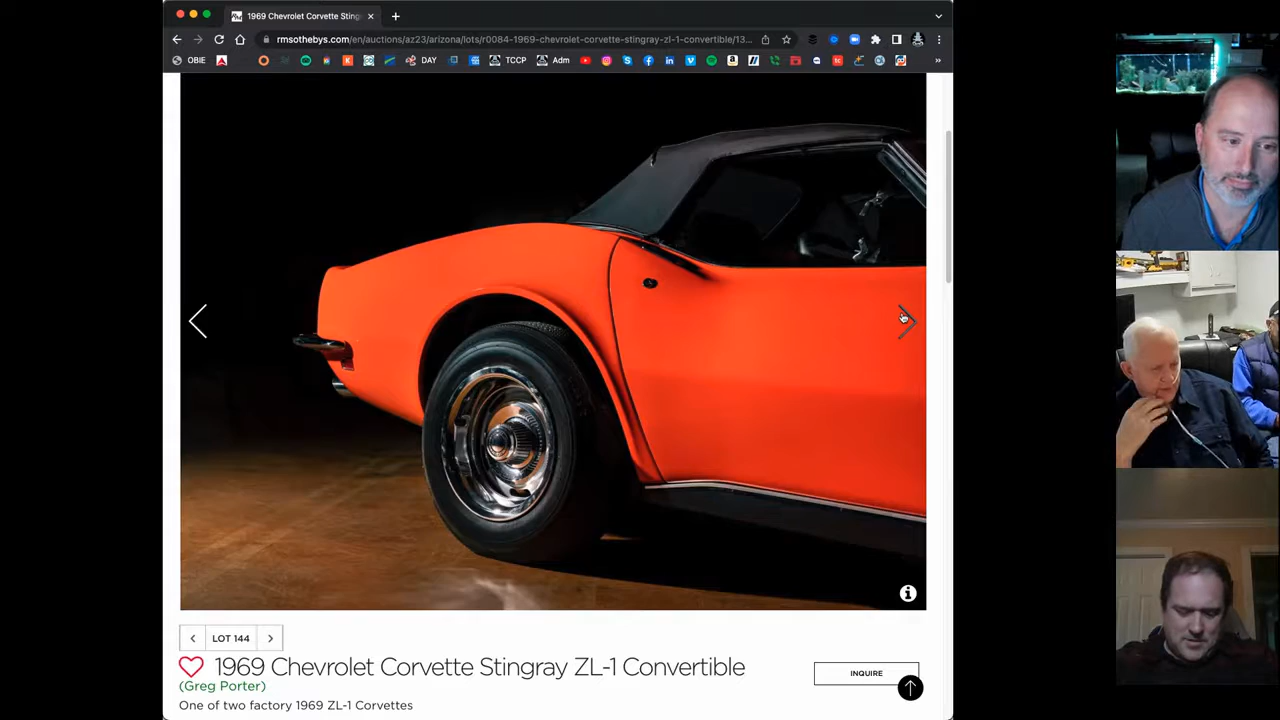 1969 Chevrolet Corvette Sting
rmsothebys.com/en/auctions/az23/arizona/lots/r0084-1969-chevrolet-corvette-stingray-zl-1-convertible/13...
OBIE
DAY
TCCP
Adm
LOT 144
1969 Chevrolet Corvette Stingray ZL-1 Convertible
INQUIRE
(Greg Porter)
One of two factory 1969 ZL-1 Corvettes